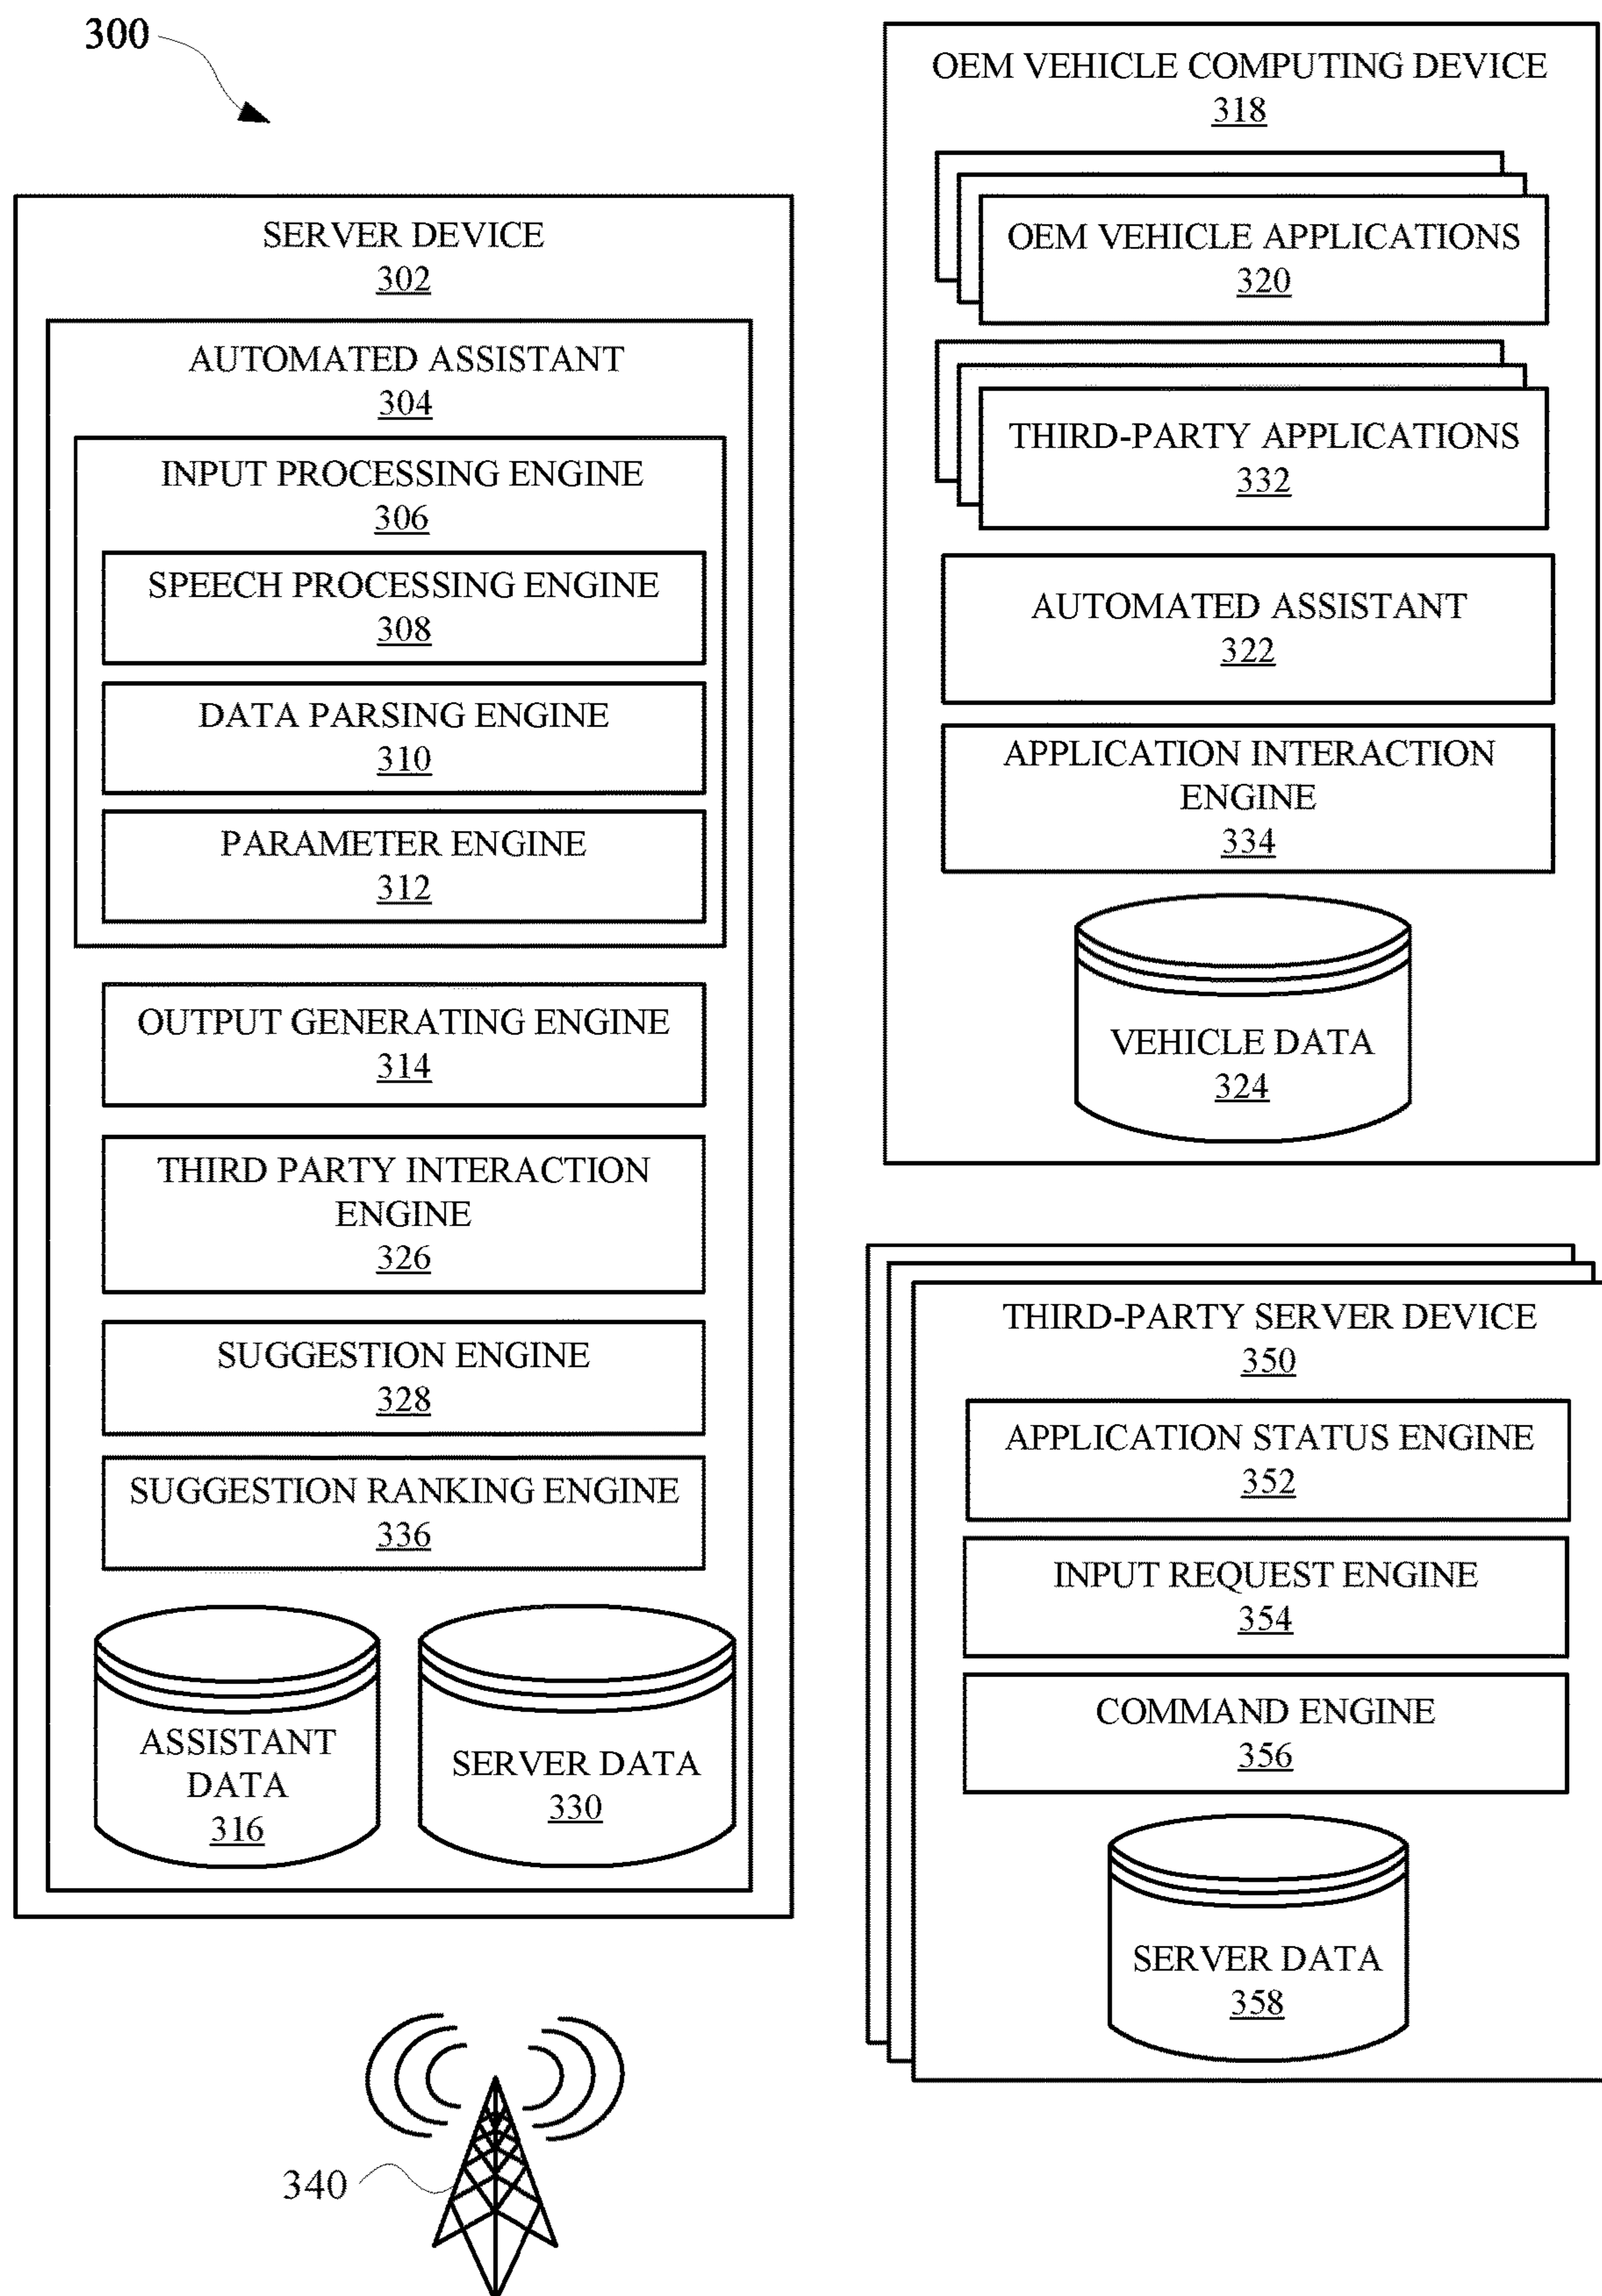 300
SERVER DEVICE
302
AUTOMATED ASSISTANT
304
INPUT PROCESSING ENGINE
306
SPEECH PROCESSING ENGINE
308
DATA PARSING ENGINE
310
PARAMETER ENGINE
312
OUTPUT GENERATING ENGINE
314
THIRD PARTY INTERACTION
ENGINE
326
SUGGESTION ENGINE
328
SUGGESTION RANKING ENGINE
336
ASSISTANT
DATA
316
SERVER DATA
330
340
OEM VEHICLE COMPUTING DEVICE
318
OEM VEHICLE APPLICATIONS
320
THIRD-PARTY APPLICATIONS
332
AUTOMATED ASSISTANT
322
APPLICATION INTERACTION
ENGINE
334
VEHICLE DATA
324
THIRD-PARTY SERVER DEVICE
350
APPLICATION STATUS ENGINE
352
INPUT REQUEST ENGINE
354
COMMAND ENGINE
356
SERVER DATA
358